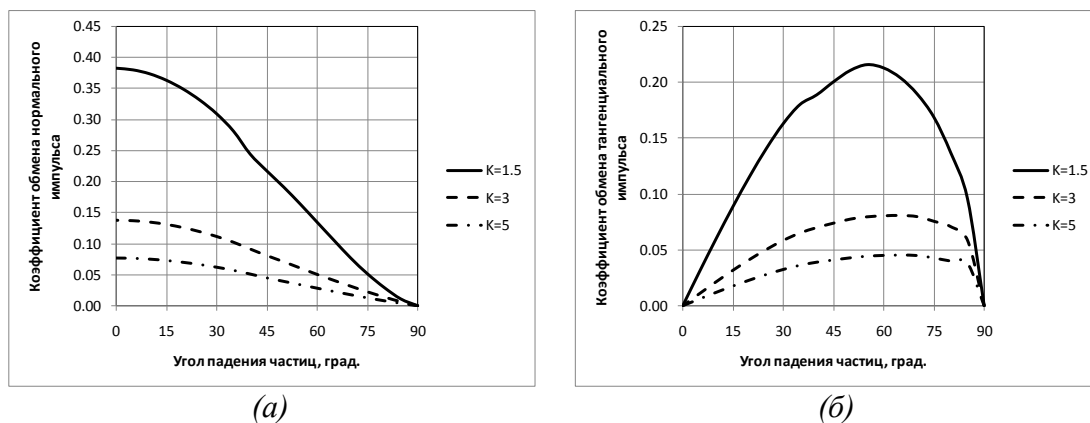 Коэффициент обмена нормального
импульса
0.45
0.40
0.35
0.30
0.25
0.20
0.15
0.10
0.05
0.00
0 15 30 45 60 75 90
Угол падения частиц, град.
K=1.5
K=3
K=5
(а)
Коэффициент обмена тангенциального
импульса
0.25
0.20
0.15
0.10
0.05
0.00
0 15 30 45 60 75 90
Угол падения частиц, град.
K=1.5
K=3
K=5
(б)